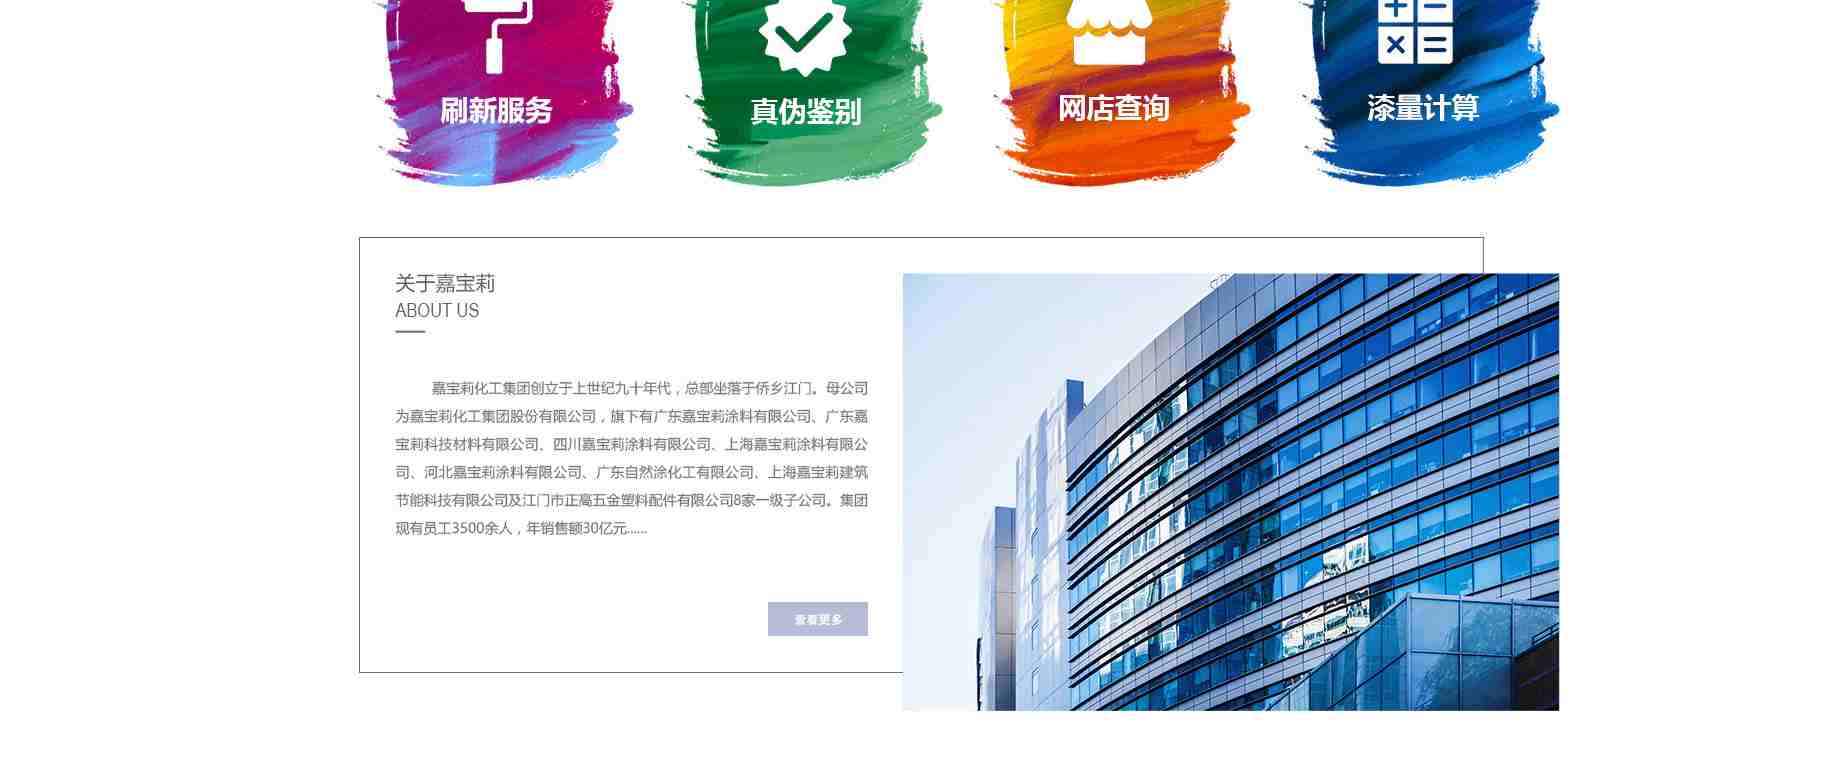 刷新服务
真伪鉴别
网店查询
漆量计算
关于嘉宝莉
ABOUT US
嘉宝莉化工集团创立于上世纪九十年代，总部坐落于侨乡江门。母公司
为嘉宝莉化工集团股份有限公司，旗下有广东嘉宝莉涂料有限公司、广东嘉
宝莉科技材料有限公司、四川嘉宝莉涂料有限公司、上海嘉宝莉涂料有限公
司、河北嘉宝莉涂料有限公司、广东自然涂化工有限公司、上海嘉宝莉建筑
节能科技有限公司及江门市正高五金塑料配件有限公司8家一级子公司。集团
现有员工3500余人，年销售额30亿元......
查看更多